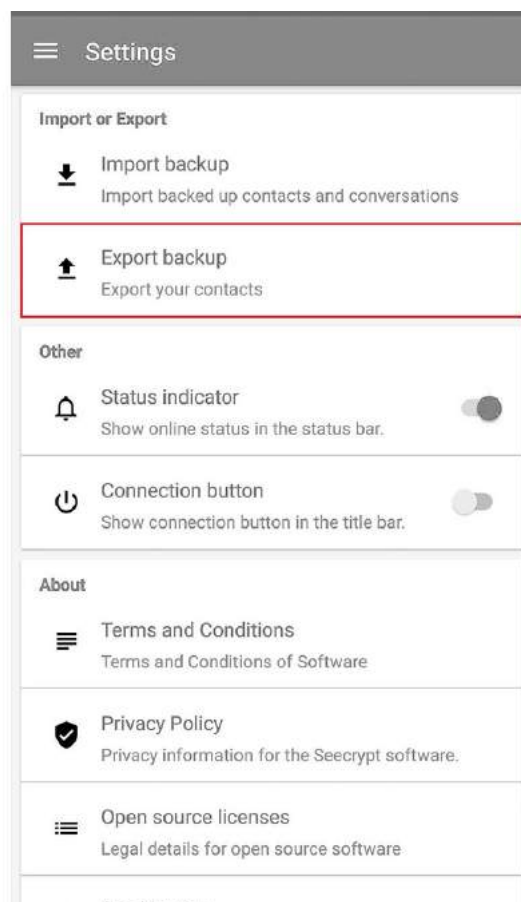 Settings
Import or Export
Import backup
Import backed up contacts and conversations
Export backup
Export your contacts
Other
Status indicator
Show online status in the status bar.
Connection button
Show connection button in the title bar.
About
Terms and Conditions
Terms and Conditions of Software
Privacy Policy
Privacy information for the Seecrypt software.
Open source licenses
Legal details for open source software